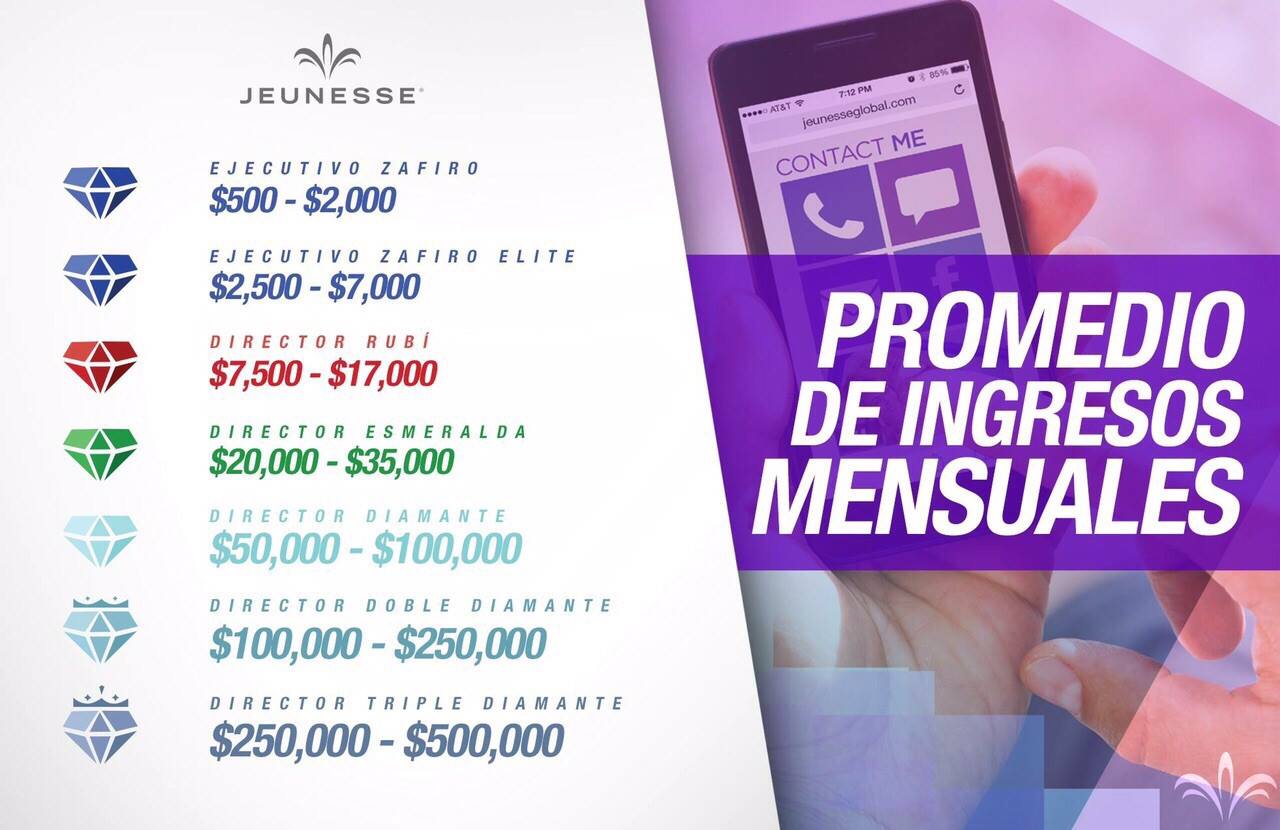 JEUNESSE®
EJECUTIVO ZAFIRO
$500 - $2,000
EJECUTIVO ZAFIRO ELITE
$2,500 - $7,000
DIRECTOR RUBÍ
$7,500 - $17,000
DIRECTOR ESMERALDA
$20,000 - $35,000
DIRECTOR DIAMANTE
$50,000 - $100,000
DIRECTOR DOBLE DIAMANTE
$100,000 - $250,000
DIRECTOR TRIPLE DIAMANTE
$250,000 - $500,000
AT&T 7:12 PM 85%
jeunesseglobal.com
CONTACT ME
PROMEDIO
DE INGRESOS
MENSUALES